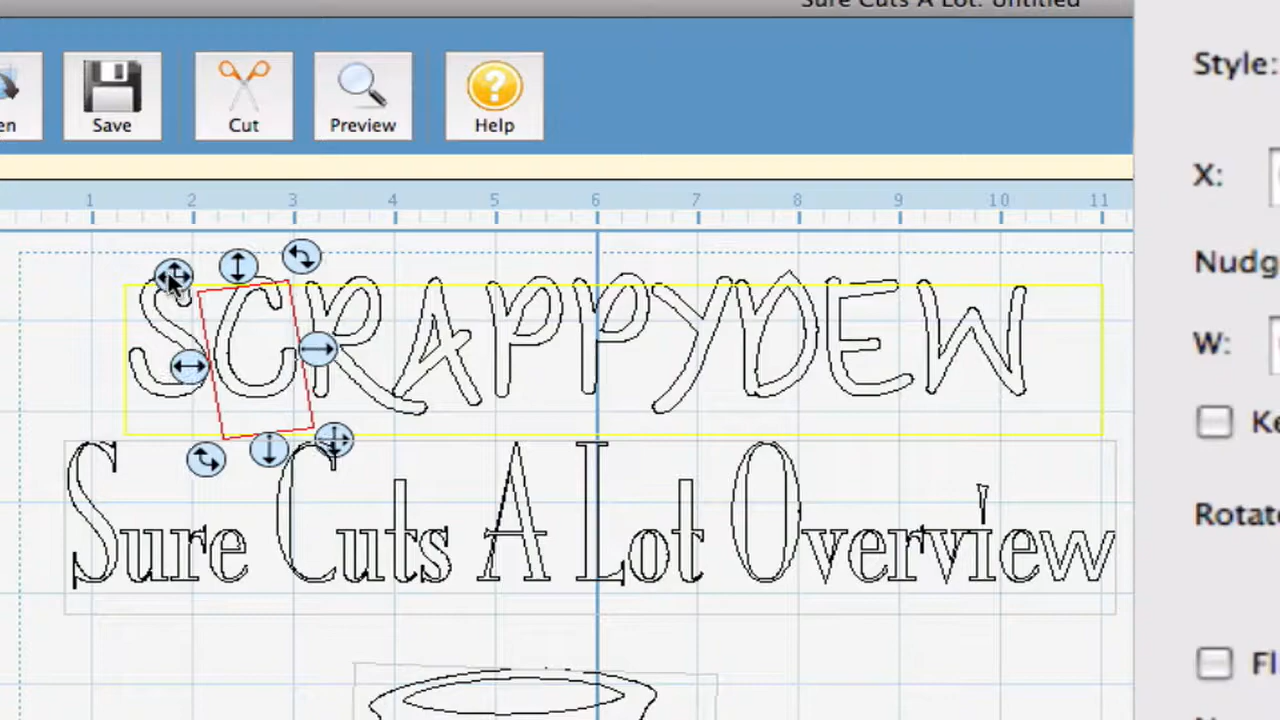 Sure Cuts A Lot: Untitled
Style:
en Save Cut Preview Help
X:
1 2 3 4 5 6 7 8 9 10 11
Nudg
SCRAPPYDEW
W:
Ke
Sure Cuts A Lot Overview
Rotate
Fl